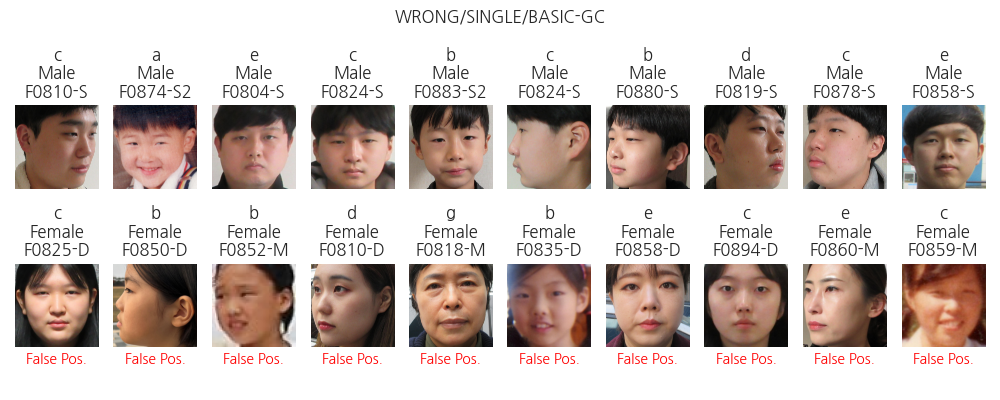 WRONG/SINGLE/BASIC-GC
c a e c b c b d c e
Male Male Male Male Male Male Male Male Male Male
F0810-S F0874-S2 F0804-S F0824-S F0883-S2 F0824-S F0880-S F0819-S F0878-S F0858-S
c b b d g b e c e c
Female Female Female Female Female Female Female Female Female Female
F0825-D F0850-D F0852-M F0810-D F0818-M F0835-D F0858-D F0894-D F0860-M F0859-M
False Pos. False Pos. False Pos. False Pos. False Pos. False Pos. False Pos. False Pos. False Pos. False Pos.